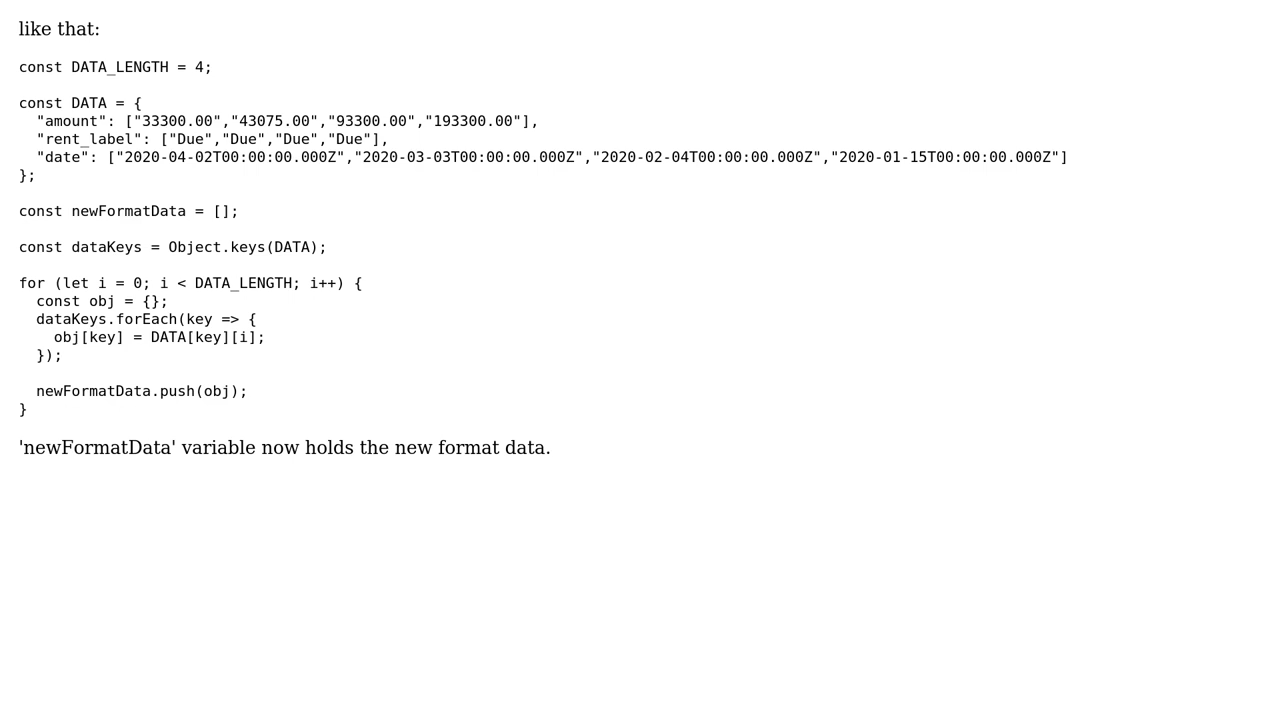 like that:
const DATA_LENGTH = 4;
const DATA = {
  "amount": ["33300.00","43075.00","93300.00","193300.00"],
  "rent_label": ["Due","Due","Due","Due"],
  "date": ["2020-04-02T00:00:00.000Z","2020-03-03T00:00:00.000Z","2020-02-04T00:00:00.000Z","2020-01-15T00:00:00.000Z"]
};
const newFormatData = [];
const dataKeys = Object.keys(DATA);
for (let i = 0; i < DATA_LENGTH; i++) {
  const obj = {};
  dataKeys.forEach(key => {
    obj[key] = DATA[key][i];
  });
  newFormatData.push(obj);
}
'newFormatData' variable now holds the new format data.